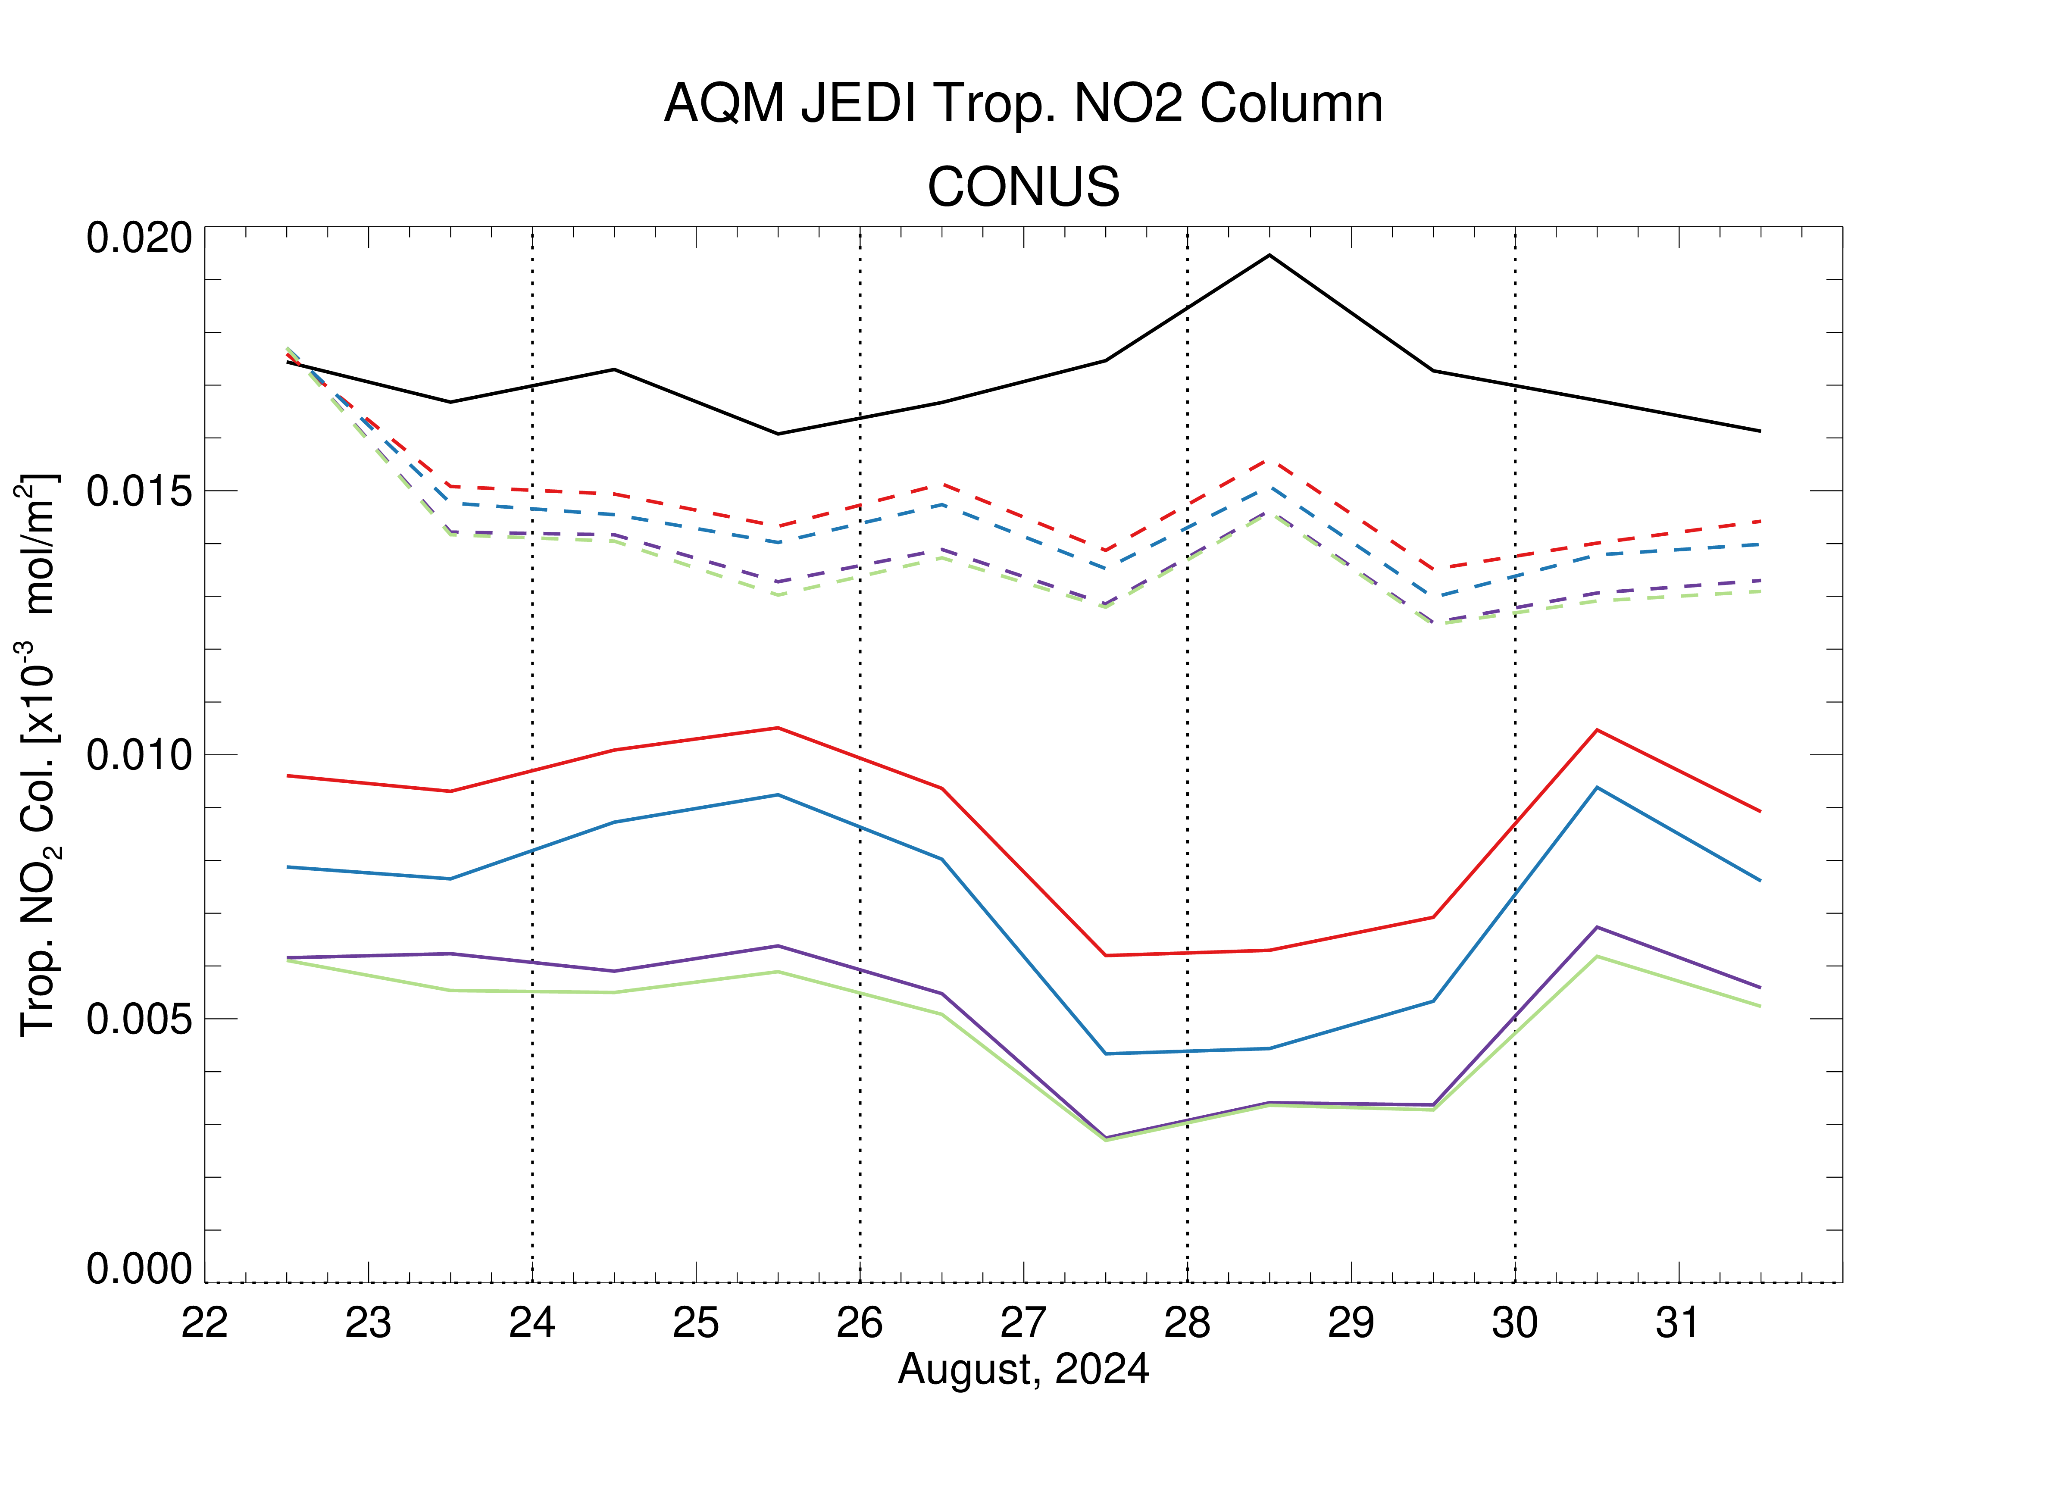 AQM JEDI Trop. NO2 Column
CONUS
Trop. NO₂ Col. [x10⁻³ mol/m²]
0.020
0.015
0.010
0.005
0.000
22 23 24 25 26 27 28 29 30 31
August, 2024